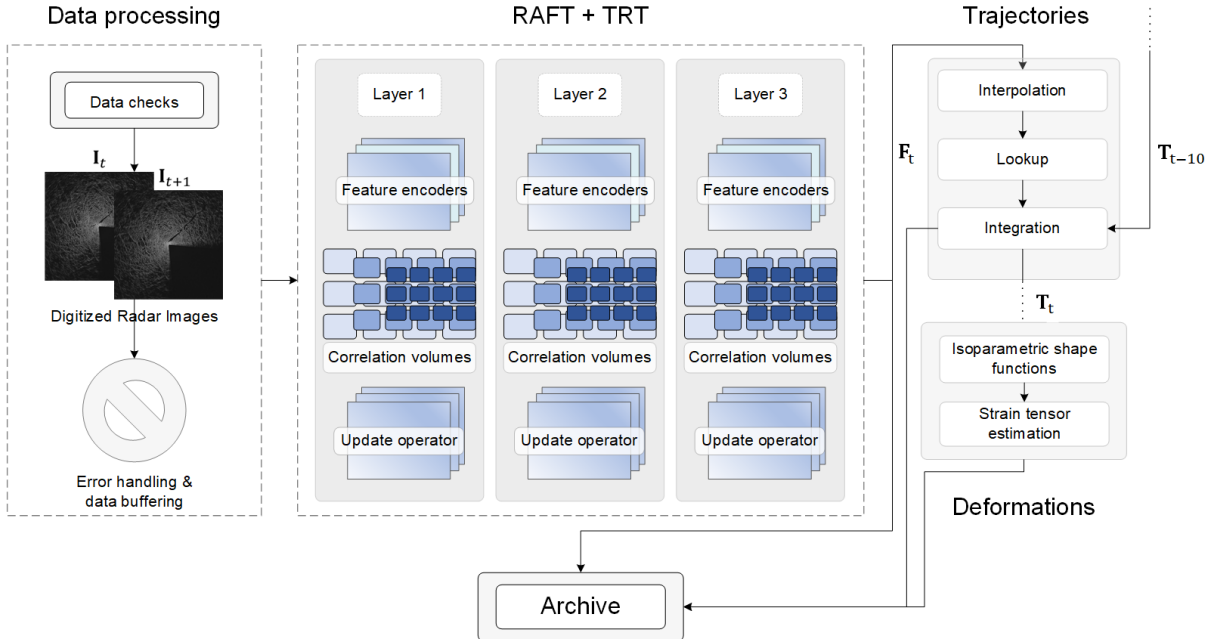 Data processing
RAFT + TRT
Trajectories
Data checks
I_t
I_{t+1}
Digitized Radar Images
Error handling &
data buffering
Layer 1
Feature encoders
Correlation volumes
Update operator
Layer 2
Feature encoders
Correlation volumes
Update operator
Layer 3
Feature encoders
Correlation volumes
Update operator
F_t
Interpolation
Lookup
Integration
T_{t−10}
T_t
Isoparametric shape
functions
Strain tensor
estimation
Deformations
Archive